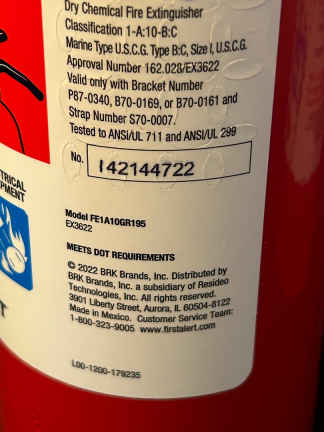 Dry Chemical Fire Extinguisher
Classification 1-A:10-B:C
Marine Type U.S.C.G. Type B:C, Size I, U.S.C.G.
Approval Number 162.028/EX3622
Valid only with Bracket Number
P87-0340, B70-0169, or B70-0161 and
Strap Number S70-0007.
Tested to ANSI/UL 711 and ANSI/UL 299
No. 142144722
TRICAL
PMENT
Model FE1A10GR195
EX3622
MEETS DOT REQUIREMENTS
© 2022 BRK Brands, Inc. Distributed by
BRK Brands, Inc. a subsidiary of Resideo
Technologies, Inc. All rights reserved.
3901 Liberty Street, Aurora, IL 60504-8122
Made in Mexico. Customer Service Team:
1-800-323-9005 www.firstalert.com
L00-1200-179235